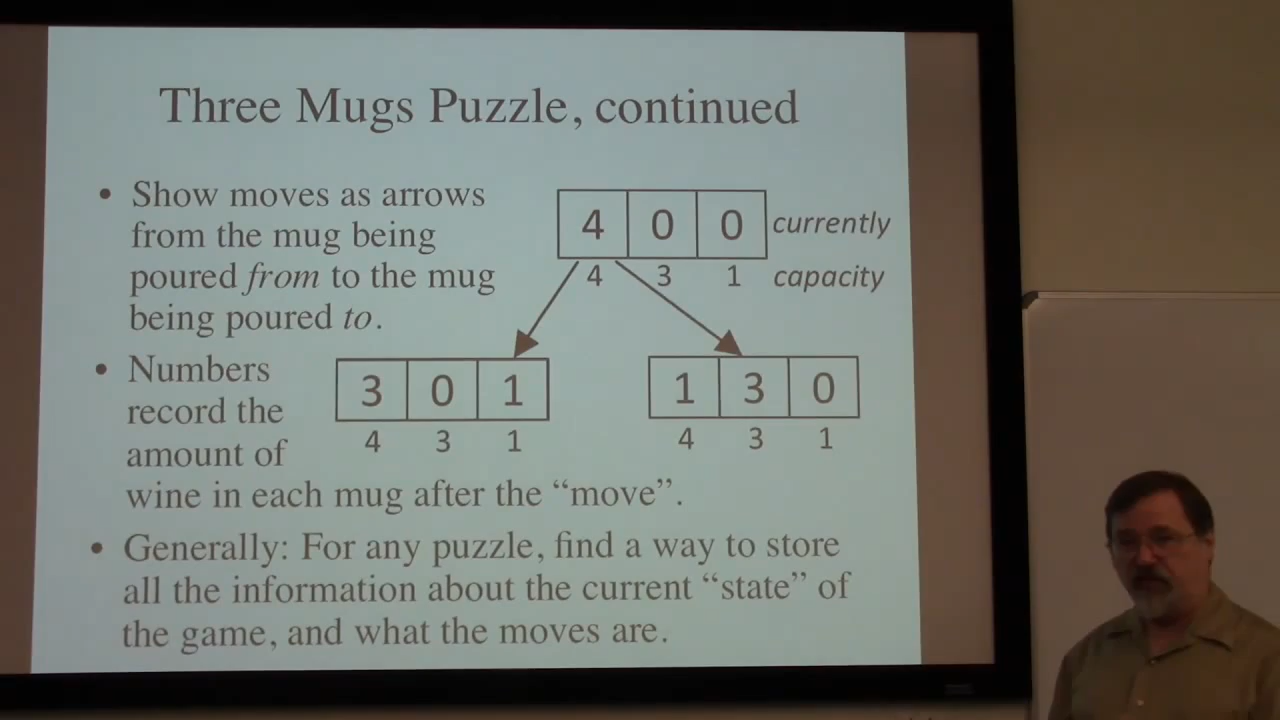 Three Mugs Puzzle, continued
• Show moves as arrows
from the mug being
poured from to the mug
being poured to.
4 0 0 currently
4 3 1 capacity
• Numbers
record the
amount of
wine in each mug after the “move”.
3 0 1
4 3 1
1 3 0
4 3 1
• Generally: For any puzzle, find a way to store
all the information about the current “state” of
the game, and what the moves are.